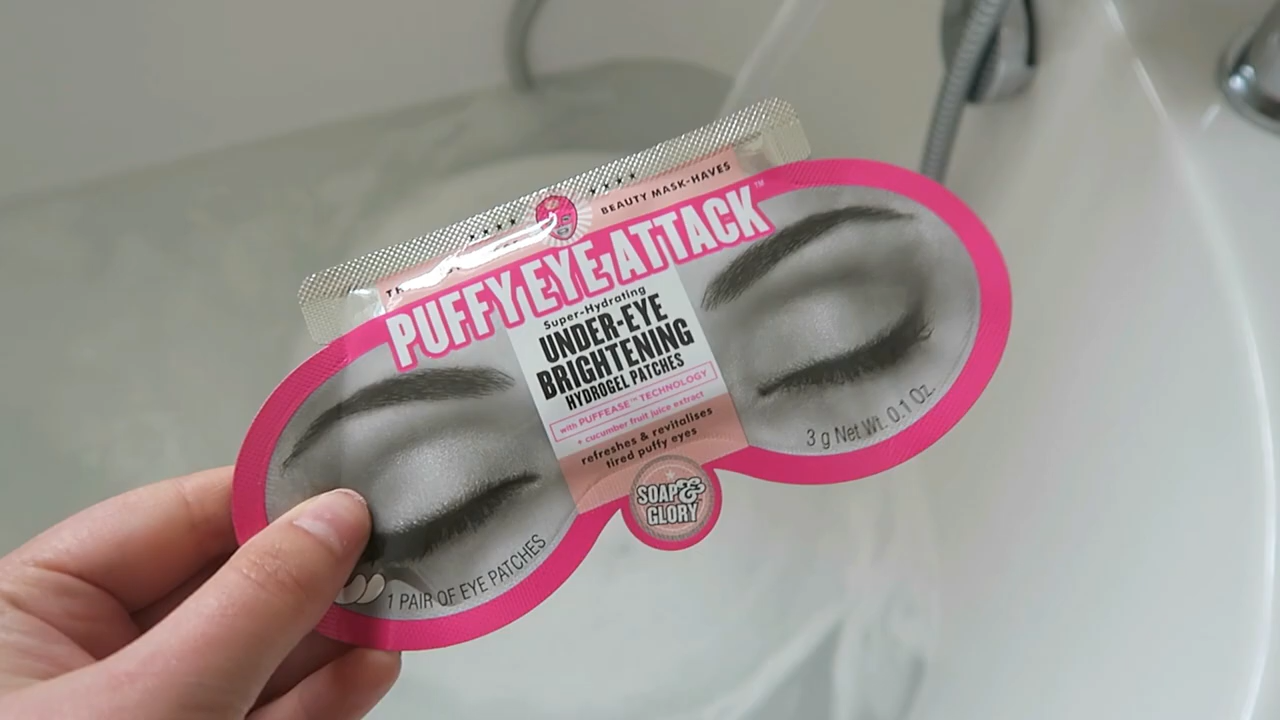 BEAUTY MASK-HAVES
PUFFY EYE ATTACK™
Super-Hydrating
UNDER-EYE
BRIGHTENING
HYDROGEL PATCHES
with PUFFEASE™ TECHNOLOGY
+ cucumber fruit juice extract
refreshes & revitalises
tired puffy eyes
SOAP &
GLORY
3 g Net Wt. 0.1 Oz.
1 PAIR OF EYE PATCHES